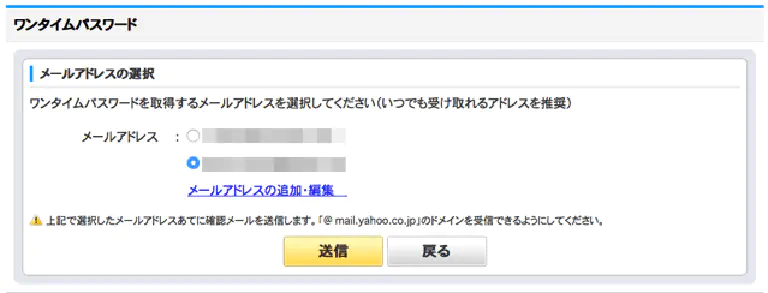 ワンタイムパスワード
メールアドレスの選択
ワンタイムパスワードを取得するメールアドレスを選択してください(いつでも受け取れるアドレスを推奨)
メールアドレス :
メールアドレスの追加・編集
上記で選択したメールアドレスあてに確認メールを送信します。「@mail.yahoo.co.jp」のドメインを受信できるようにしてください。
送信 戻る